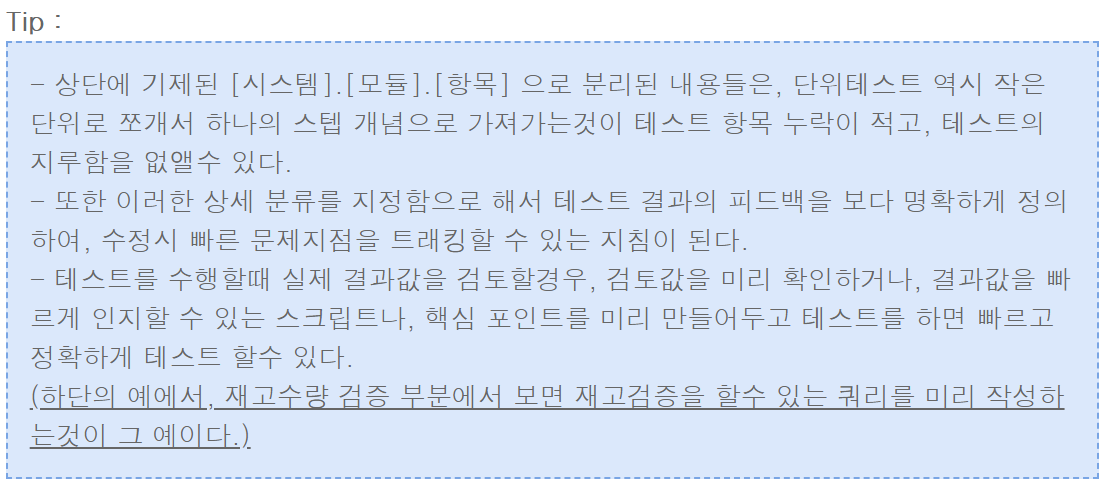 Tip :
- 상단에 기제된 [시스템].[모듈].[항목] 으로 분리된 내용들은, 단위테스트 역시 작은
단위로 쪼개서 하나의 스텝 개념으로 가져가는것이 테스트 항목 누락이 적고, 테스트의
지루함을 없앨수 있다.
- 또한 이러한 상세 분류를 지정함으로 해서 테스트 결과의 피드백을 보다 명확하게 정의
하여, 수정시 빠른 문제지점을 트래킹할 수 있는 지침이 된다.
- 테스트를 수행할때 실제 결과값을 검토할경우, 검토값을 미리 확인하거나, 결과값을 빠
르게 인지할 수 있는 스크립트나, 핵심 포인트를 미리 만들어두고 테스트를 하면 빠르고
정확하게 테스트 할수 있다.
(하단의 예에서, 재고수량 검증 부분에서 보면 재고검증을 할수 있는 쿼리를 미리 작성하
는것이 그 예이다.)